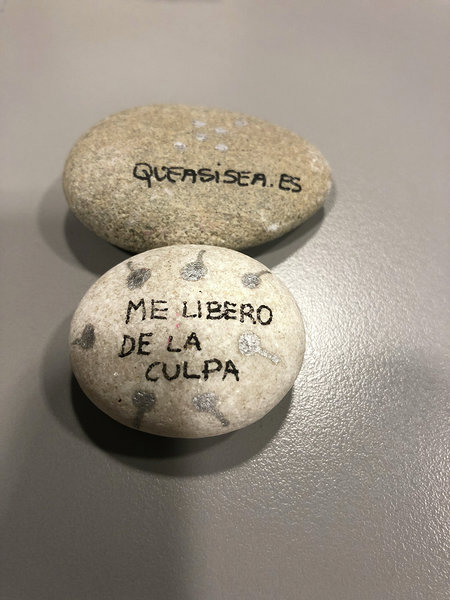 QUEASISEA.ES
ME LIBERO
DE LA
CULPA